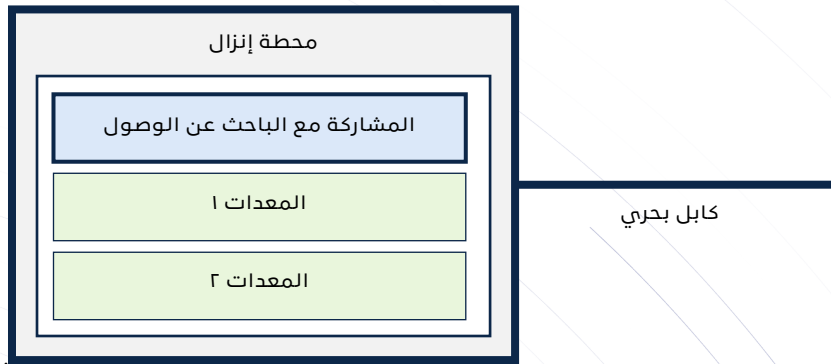 محطة إنزال
المشاركة مع الباحث عن الوصول
المعدات ١
المعدات ٢
كابل بحري